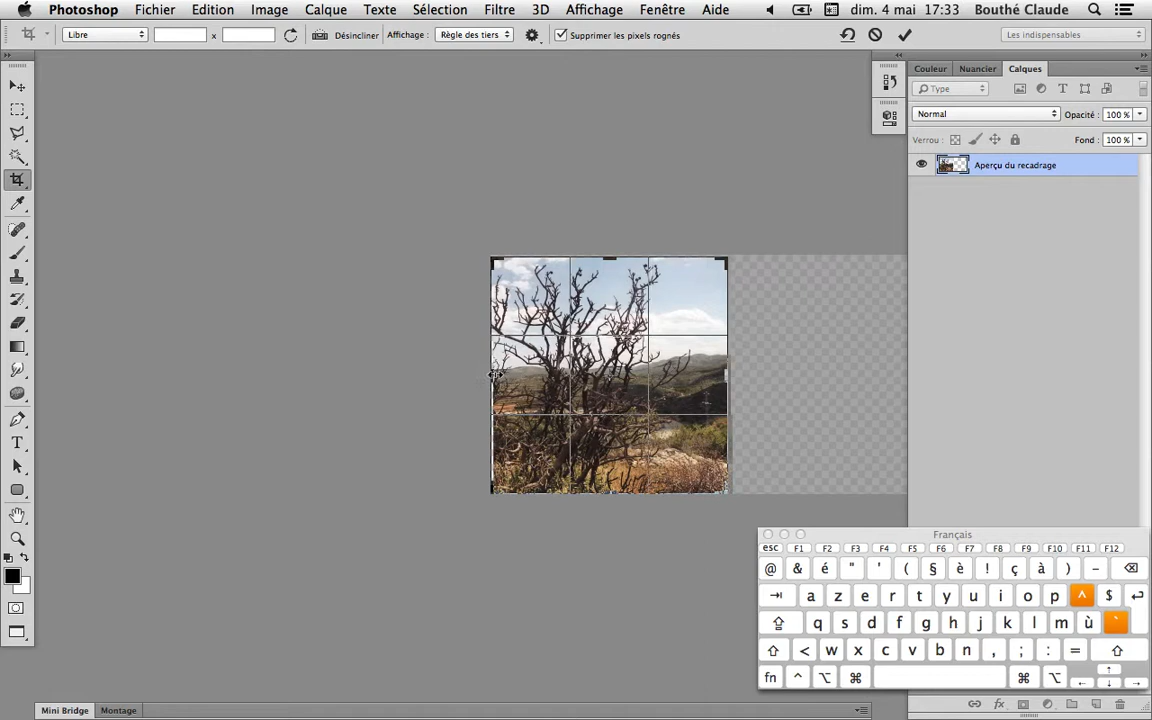 Photoshop Fichier Edition Image Calque Texte Sélection Filtre 3D Affichage Fenêtre Aide dim. 4 mai 17:33 Bouthé Claude
Libre x Désincliner Affichage : Règle des tiers Supprimer les pixels rognés Les indispensables
Couleur Nuancier Calques
Type
Normal Opacité : 100 %
Verrou : Fond : 100 %
Aperçu du recadrage
Français
esc F1 F2 F3 F4 F5 F6 F7 F8 F9 F10 F11 F12
@ & é " ' ( § è ! ç à ) -
a z e r t y u i o p ^ $
q s d f g h j k l m ù `
< w x c v b n , ; : =
fn
T
fx
Mini Bridge Montage